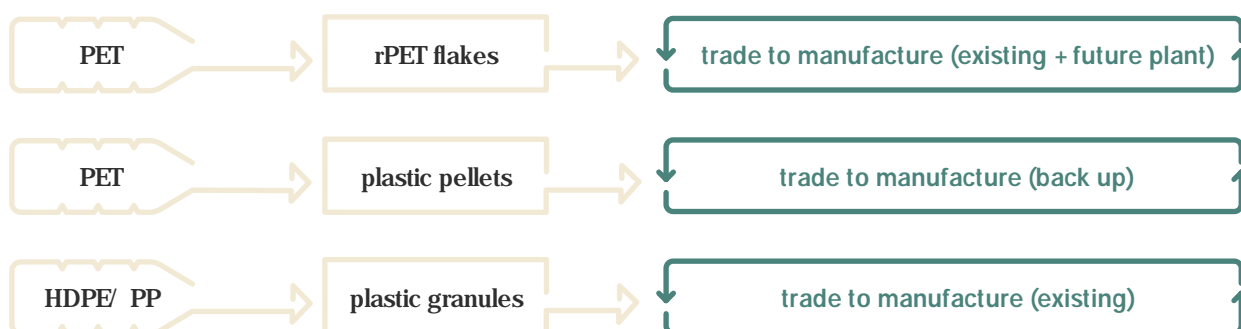 PET rPET flakes trade to manufacture (existing + future plant)
PET plastic pellets trade to manufacture (back up)
HDPE/ PP plastic granules trade to manufacture (existing)